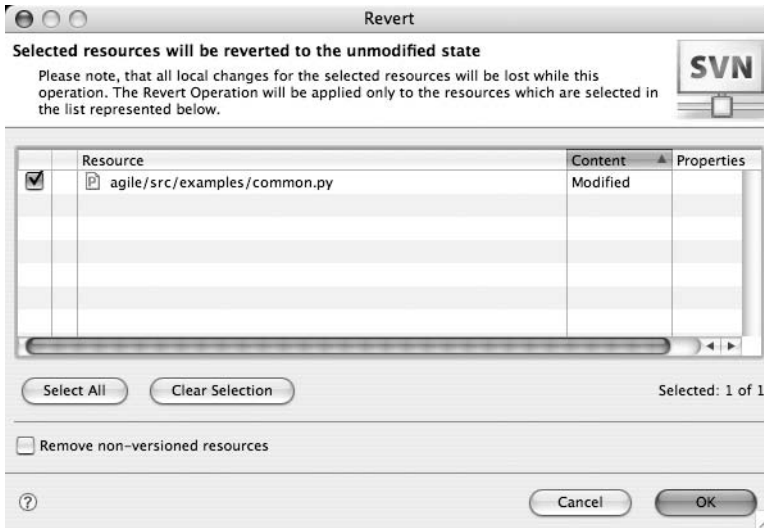 Revert
Selected resources will be reverted to the unmodified state
Please note, that all local changes for the selected resources will be lost while this
operation. The Revert Operation will be applied only to the resources which are selected in
the list represented below.
SVN
Resource Content Properties
P agile/src/examples/common.py Modified
Select All Clear Selection Selected: 1 of 1
Remove non-versioned resources
? Cancel OK